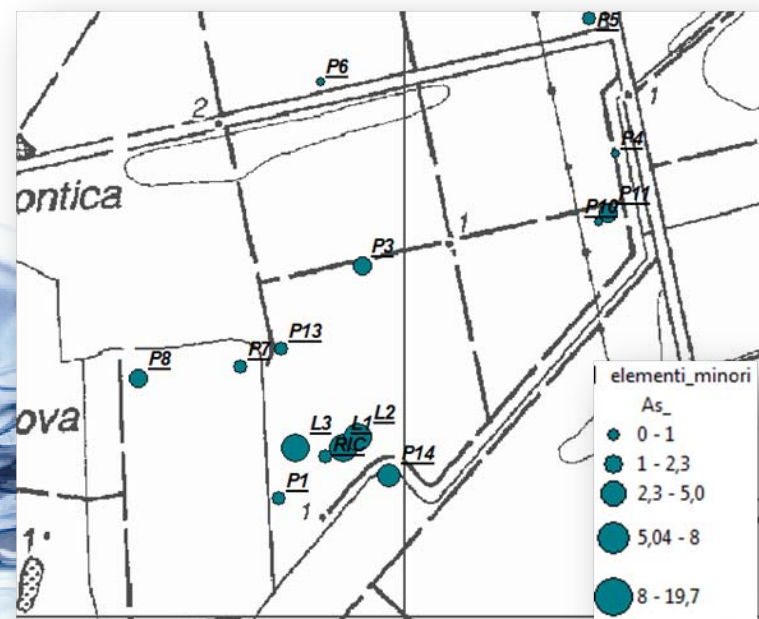 P5
P6
2
1
P4
ontica
P11
P10
1
P3
P13
P7
P8
elementi_minori
As_
0 - 1
1 - 2,3
2,3 - 5,0
5,04 - 8
8 - 19,7
ova
L2
L1
L3
RIC
P14
P1
1
1